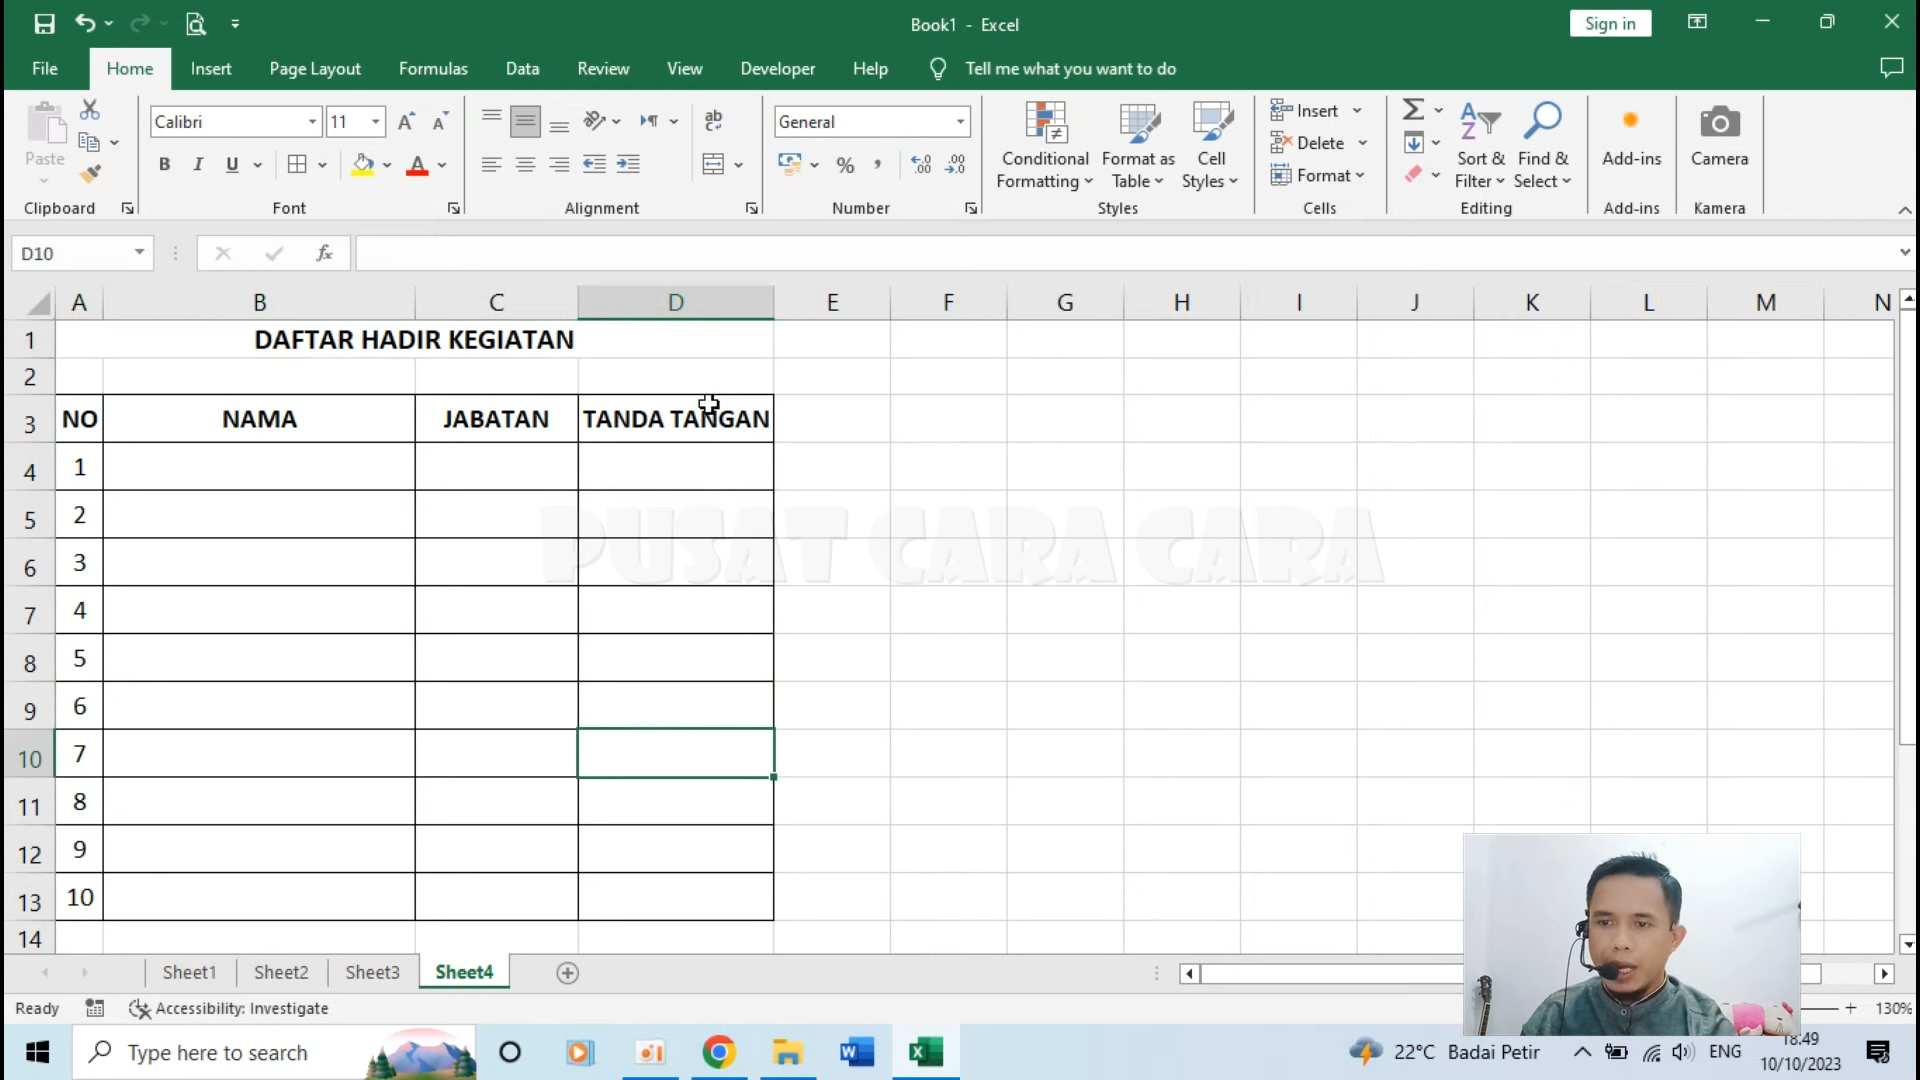 Book1 - Excel
Sign in
File Home Insert Page Layout Formulas Data Review View Developer Help Tell me what you want to do
Calibri 11 General
Insert
Delete
Format
Paste
Conditional Formatting
Format as Table
Cell Styles
Sort & Filter
Find & Select
Add-ins
Camera
B I U
Clipboard Font Alignment Number Styles Cells Editing Add-ins Kamera
D10 fx
A B C D E F G H I J K L M N
1 DAFTAR HADIR KEGIATAN
2
3 NO NAMA JABATAN TANDA TANGAN
4 1
5 2
PUSAT CARA CARA
6 3
7 4
8 5
9 6
10 7
11 8
12 9
13 10
14
Sheet1 Sheet2 Sheet3 Sheet4
Ready Accessibility: Investigate 130%
Type here to search 22°C Badai Petir ENG 18:49
10/10/2023